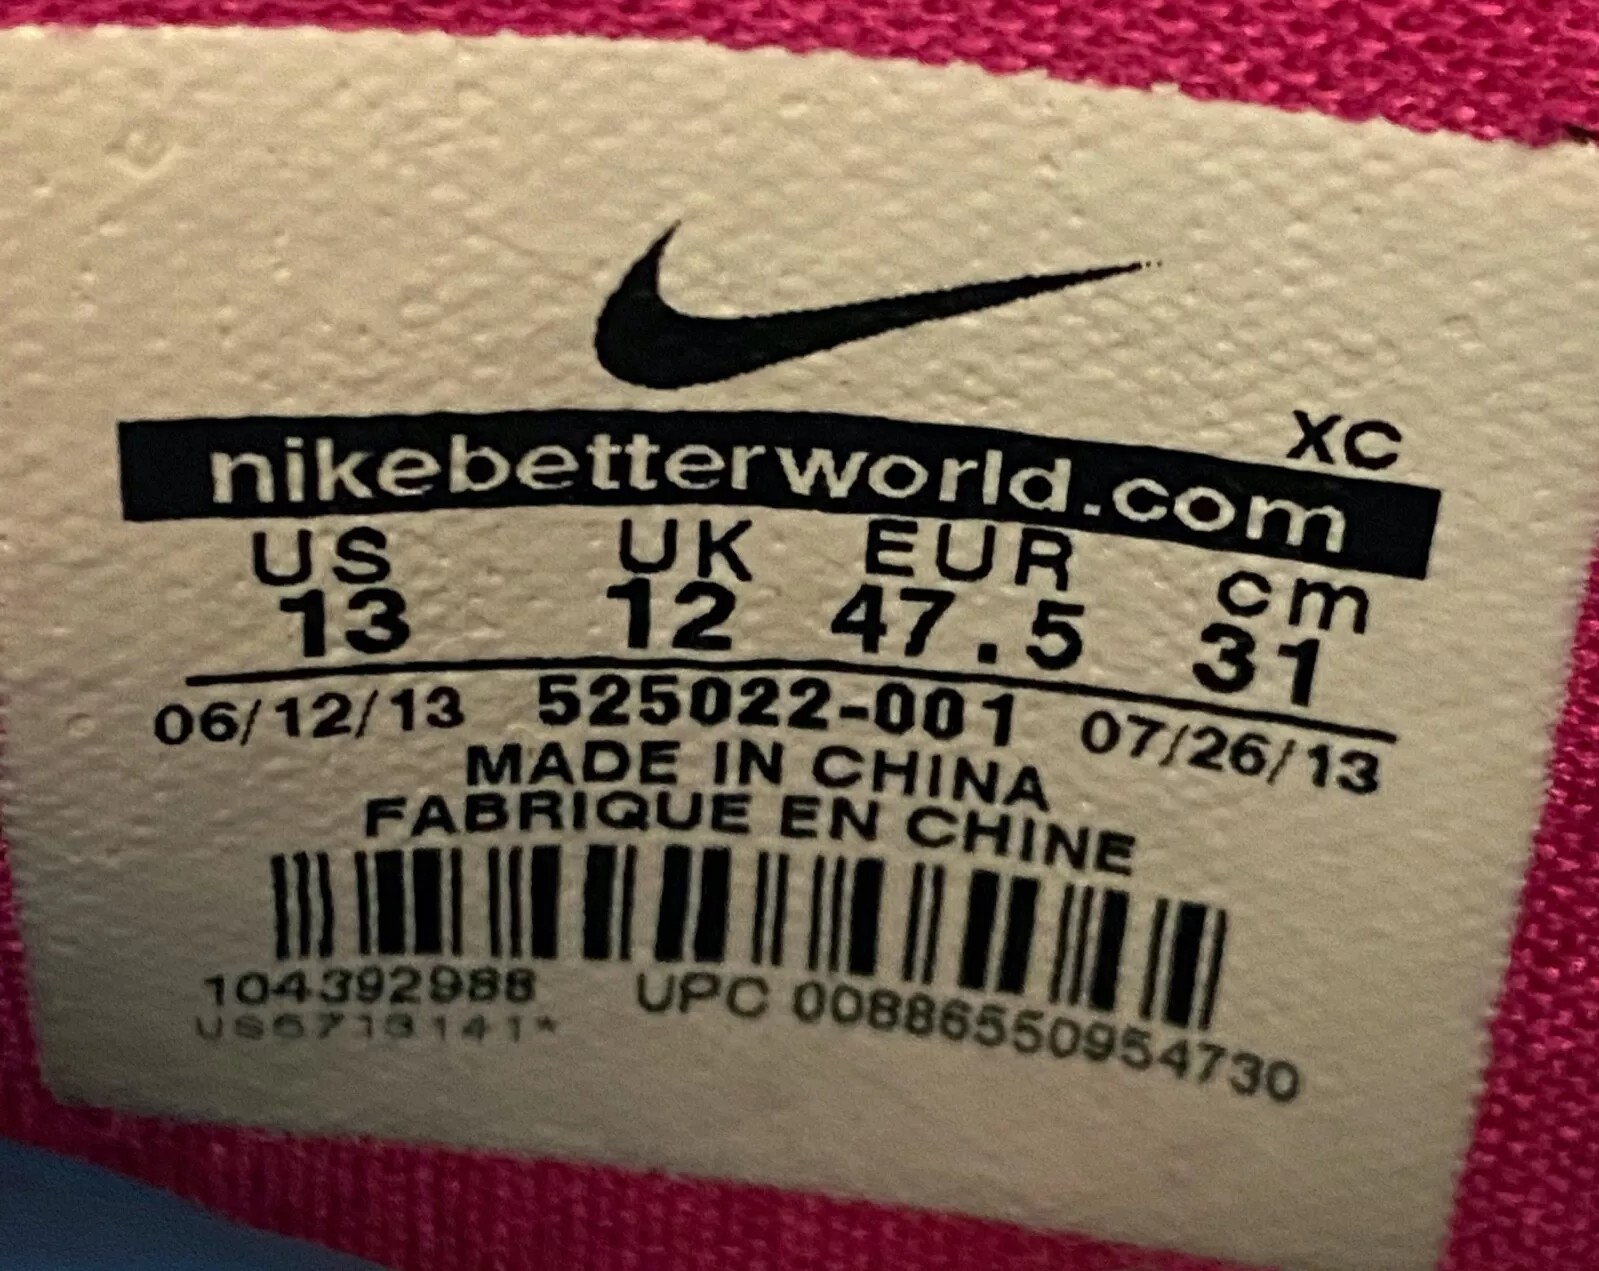 XC
nikebetterworld.com
US UK EUR cm
13 12 47.5 31
06/12/13 525022-001 07/26/13
MADE IN CHINA
FABRIQUE EN CHINE
104392988 UPC 00886550954730
US6713141*